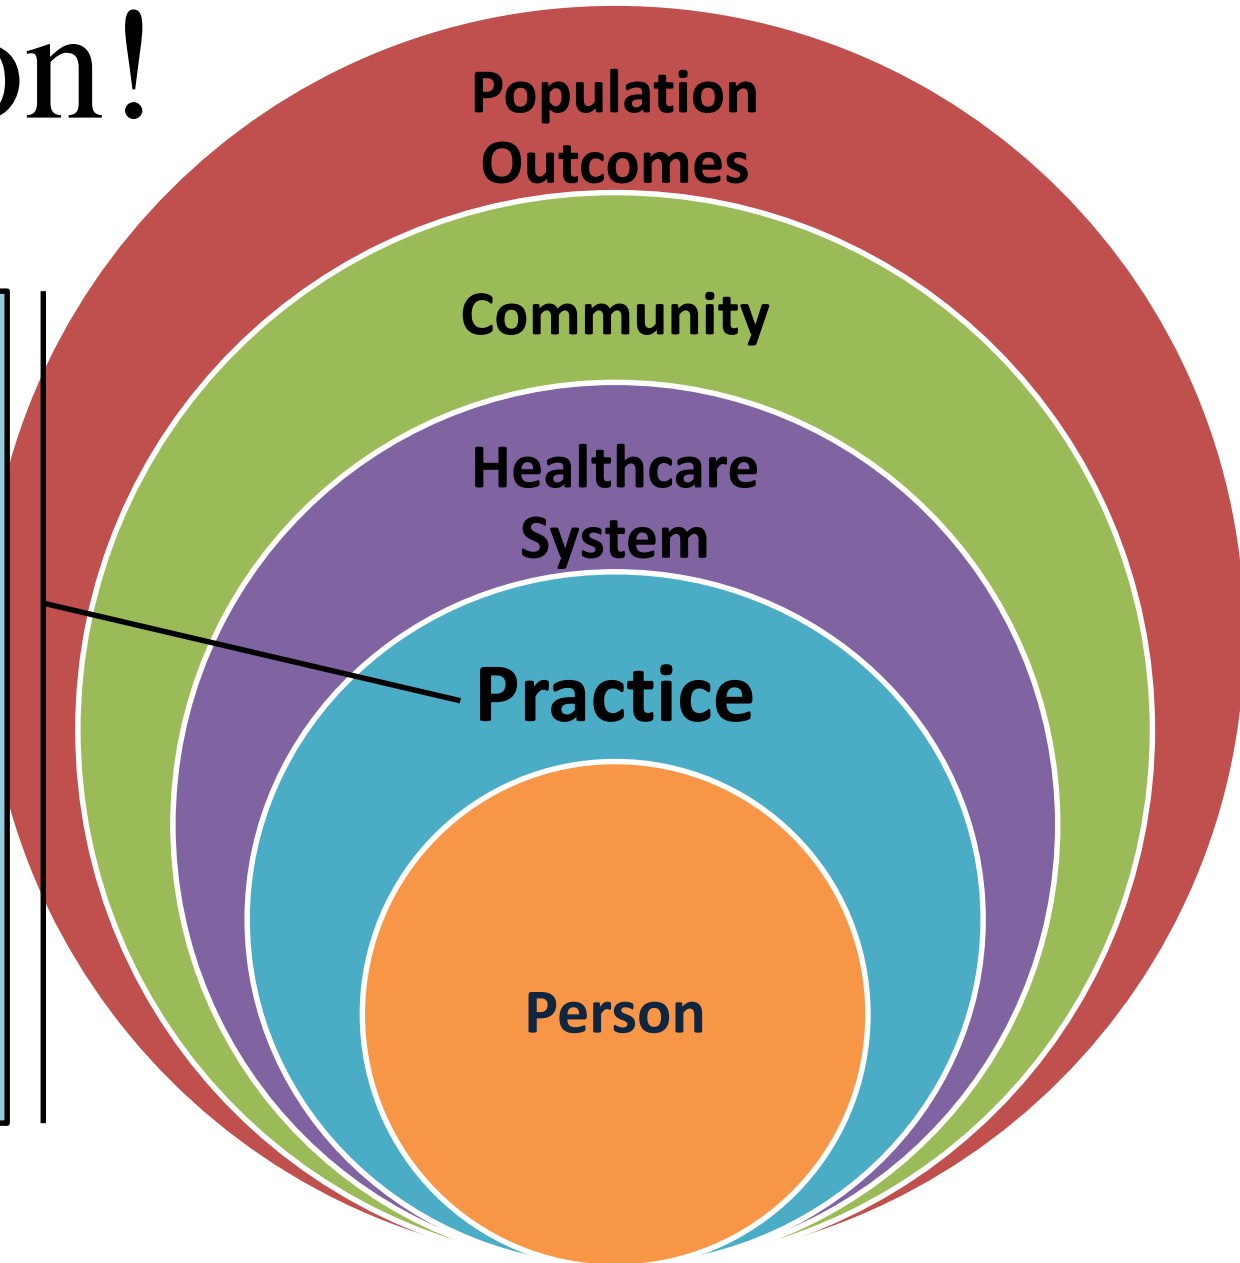 on!
Population
Outcomes
Community
Healthcare
System
Practice
Person